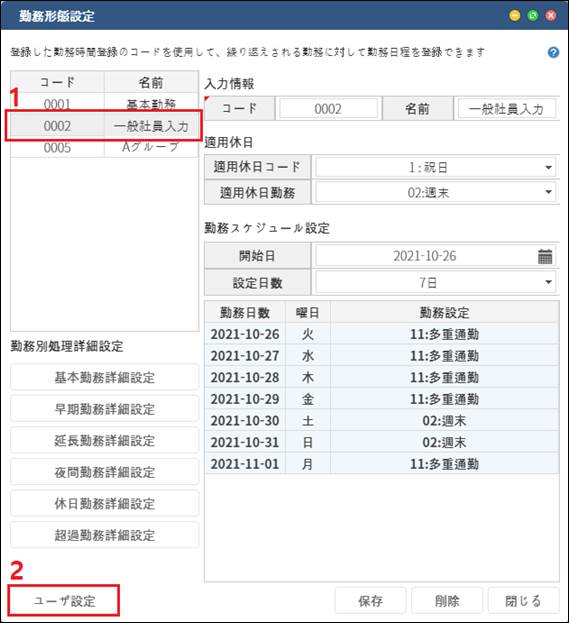 勤務形態設定
登録した勤務時間登録のコードを使用して、繰り返えされる勤務に対して勤務日程を登録できます ?
1
コード 名前
0001 基本勤務
0002 一般社員入力
0005 Aグループ
入力情報
コード 0002 名前 一般社員入力
適用休日
適用休日コード 1:祝日
適用休日勤務 02:週末
勤務スケジュール設定
開始日 2021-10-26
設定日数 7日
勤務日数 曜日 勤務設定
2021-10-26 火 11:多重通勤
2021-10-27 水 11:多重通勤
2021-10-28 木 11:多重通勤
2021-10-29 金 11:多重通勤
2021-10-30 土 02:週末
2021-10-31 日 02:週末
2021-11-01 月 11:多重通勤
勤務別処理詳細設定
基本勤務詳細設定
早期勤務詳細設定
延長勤務詳細設定
夜間勤務詳細設定
休日勤務詳細設定
超過勤務詳細設定
2
ユーザ設定
保存 削除 閉じる